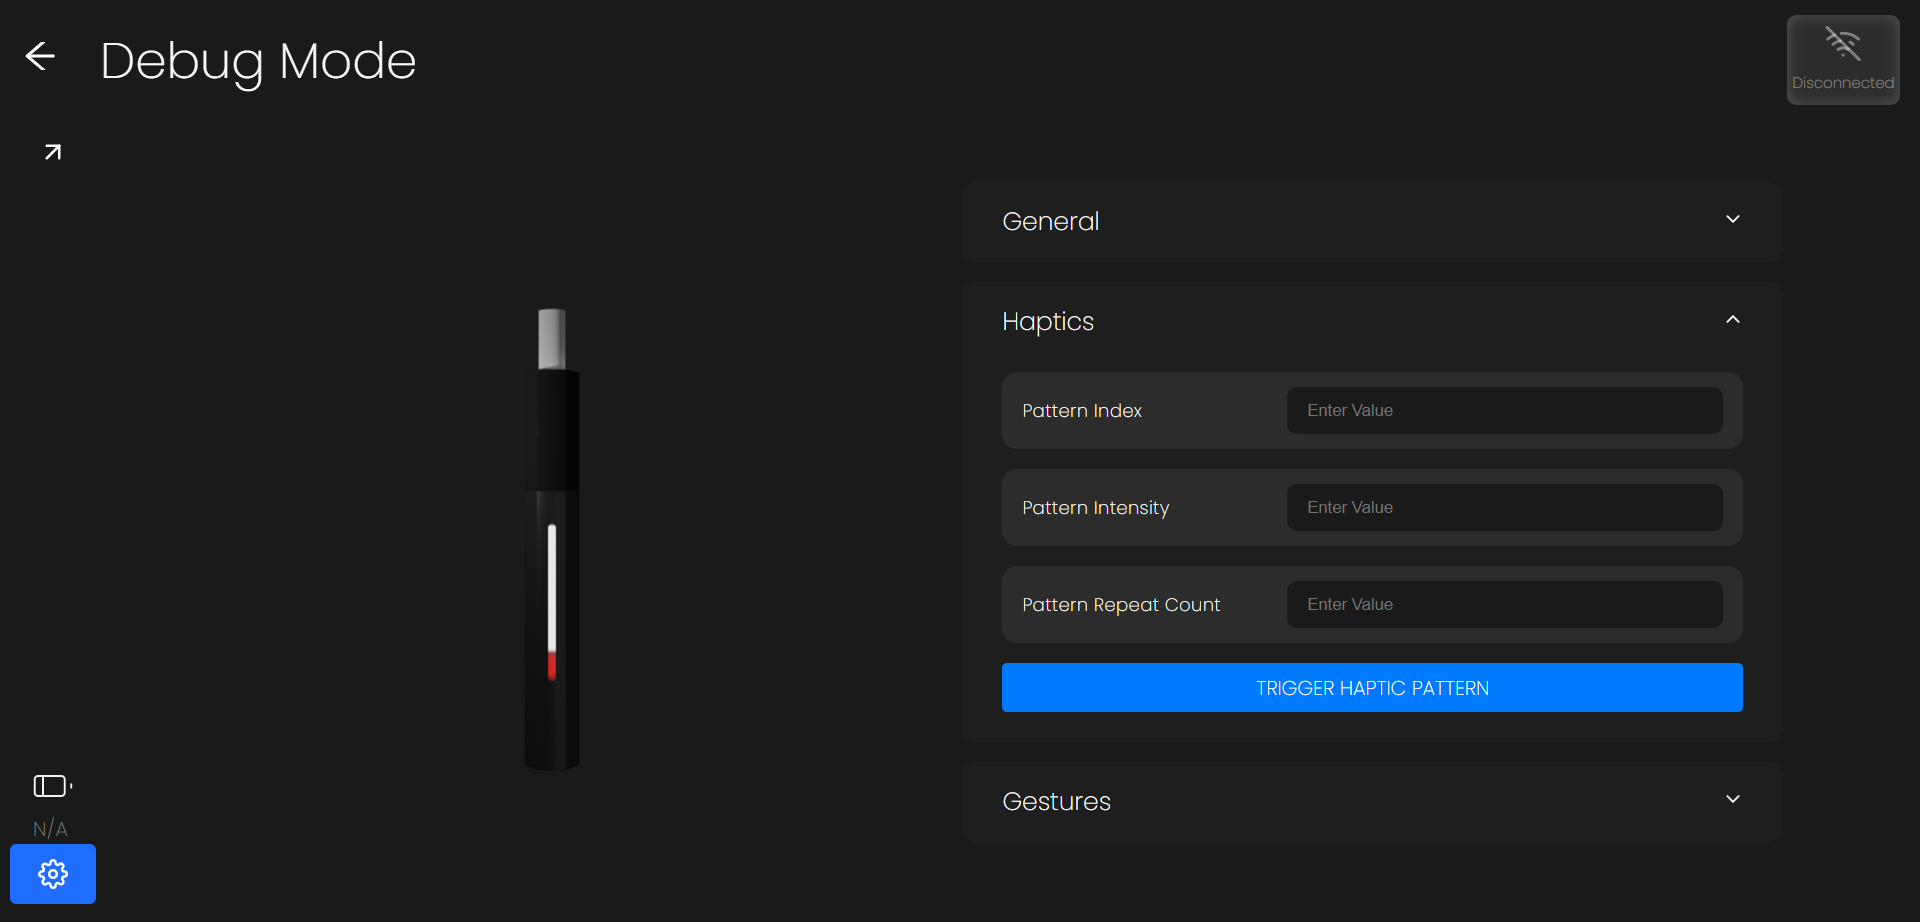 Debug Mode
Disconnected
General
Haptics
Pattern Index
Enter Value
Pattern Intensity
Enter Value
Pattern Repeat Count
Enter Value
TRIGGER HAPTIC PATTERN
Gestures
N/A